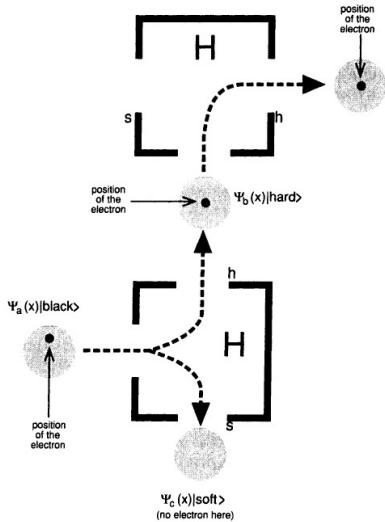 position
of the
electron
H
s
h
position
of the
electron
Ψb(x)|hard>
h
Ψa(x)|black>
H
position
of the
electron
s
Ψc(x)|soft>
(no electron here)